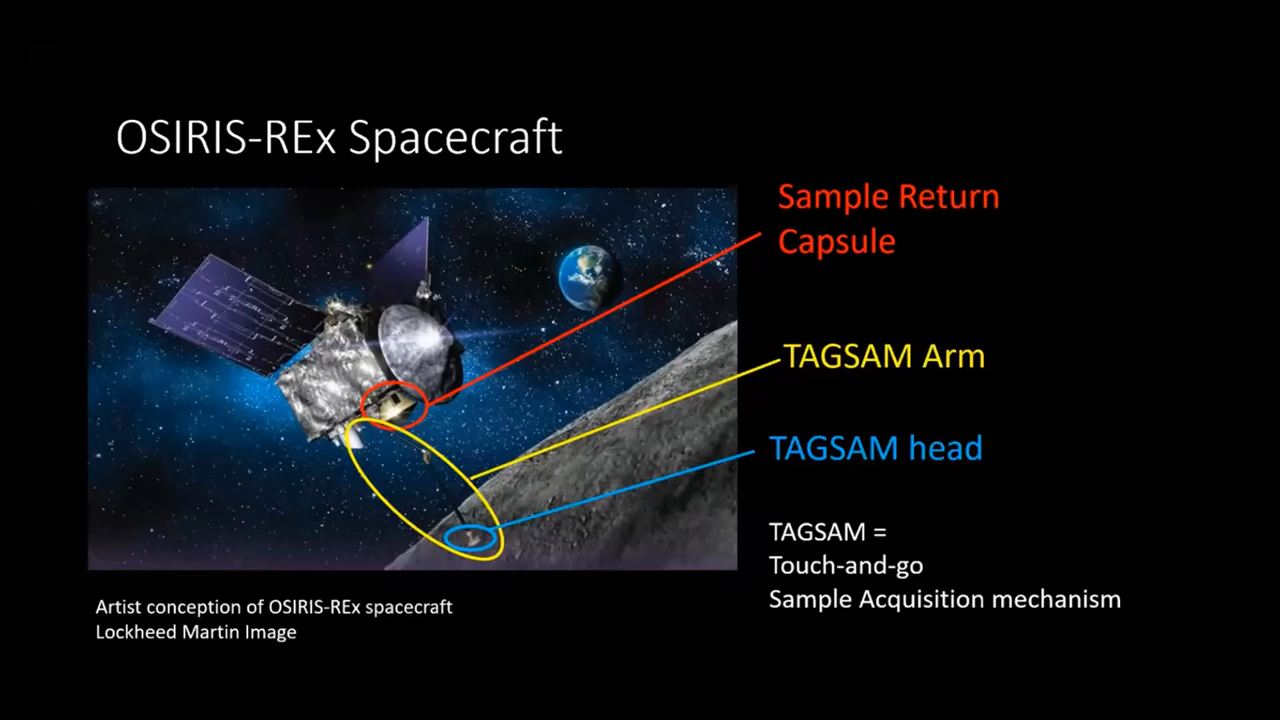 OSIRIS-REx Spacecraft
Sample Return
Capsule
TAGSAM Arm
TAGSAM head
TAGSAM =
Touch-and-go
Sample Acquisition mechanism
Artist conception of OSIRIS-REx spacecraft
Lockheed Martin Image